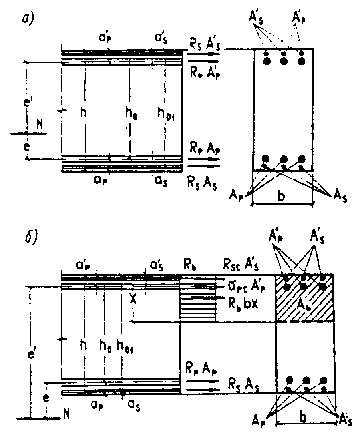 а)
a'p a's
Rs A's
Rp A'p
e' N e
h h0 h01
Rp Ap
Rs As
ap as
A's A'p
Ap As
b
б)
a'p a's Rb Rsc A's
σpc A'p
Rb bx
x
e' h h0 h01
Rp Ap
Rs As
e N
ap as
A'p A's
Ab
Ap As
b